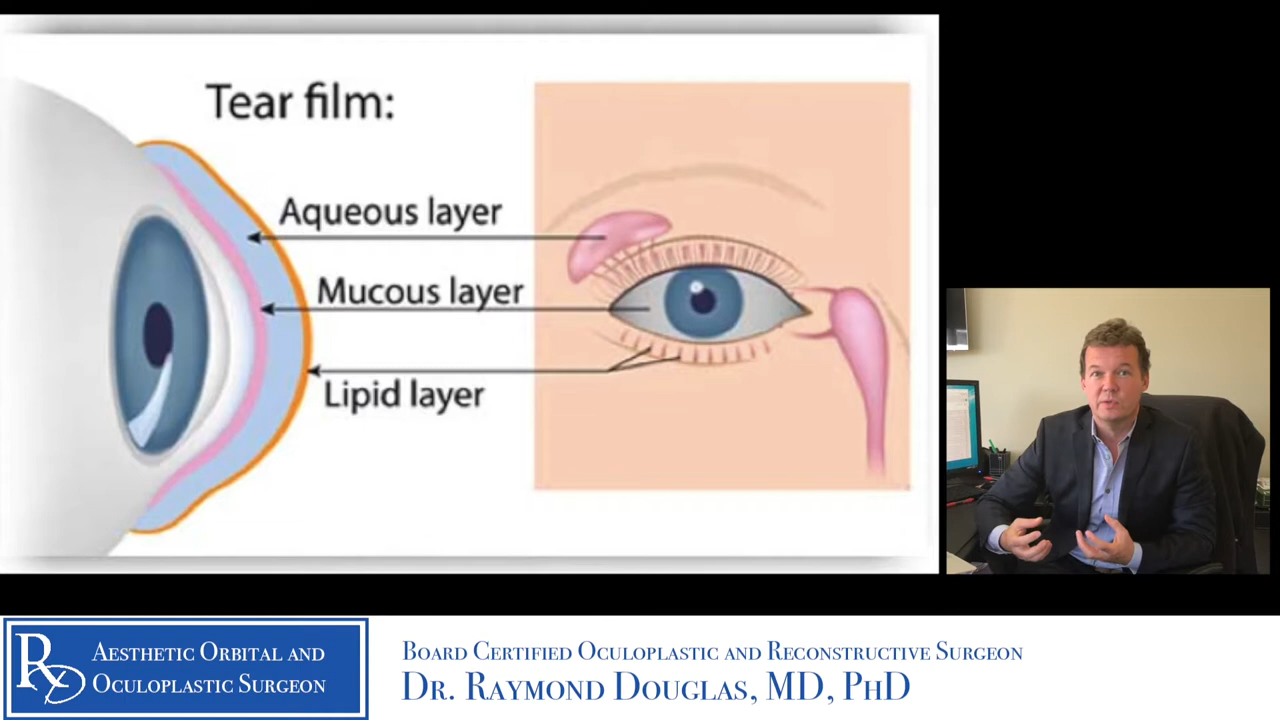 Tear film:
Aqueous layer
Mucous layer
Lipid layer
Aesthetic Orbital and
Oculoplastic Surgeon
Board Certified Oculoplastic and Reconstructive Surgeon
Dr. Raymond Douglas, MD, PhD